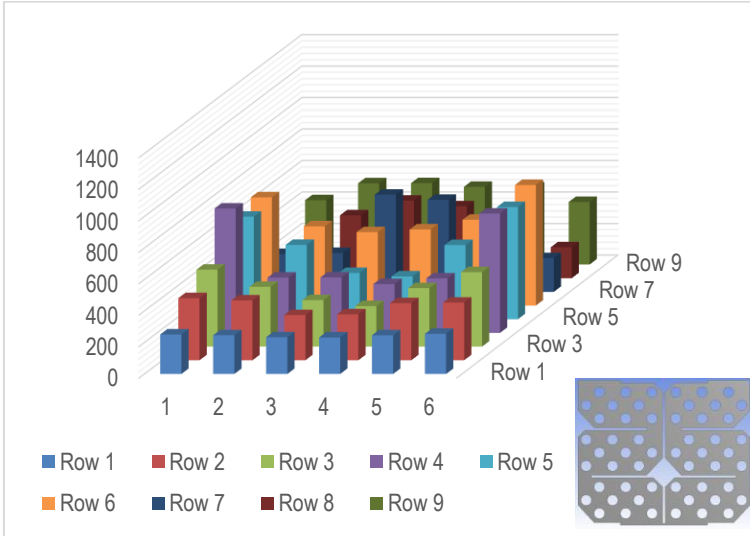 1400
1200
1000
800
600
400
200
0
1 2 3 4 5 6
Row 1
Row 3
Row 5
Row 7
Row 9
Row 1 Row 2 Row 3 Row 4 Row 5
Row 6 Row 7 Row 8 Row 9